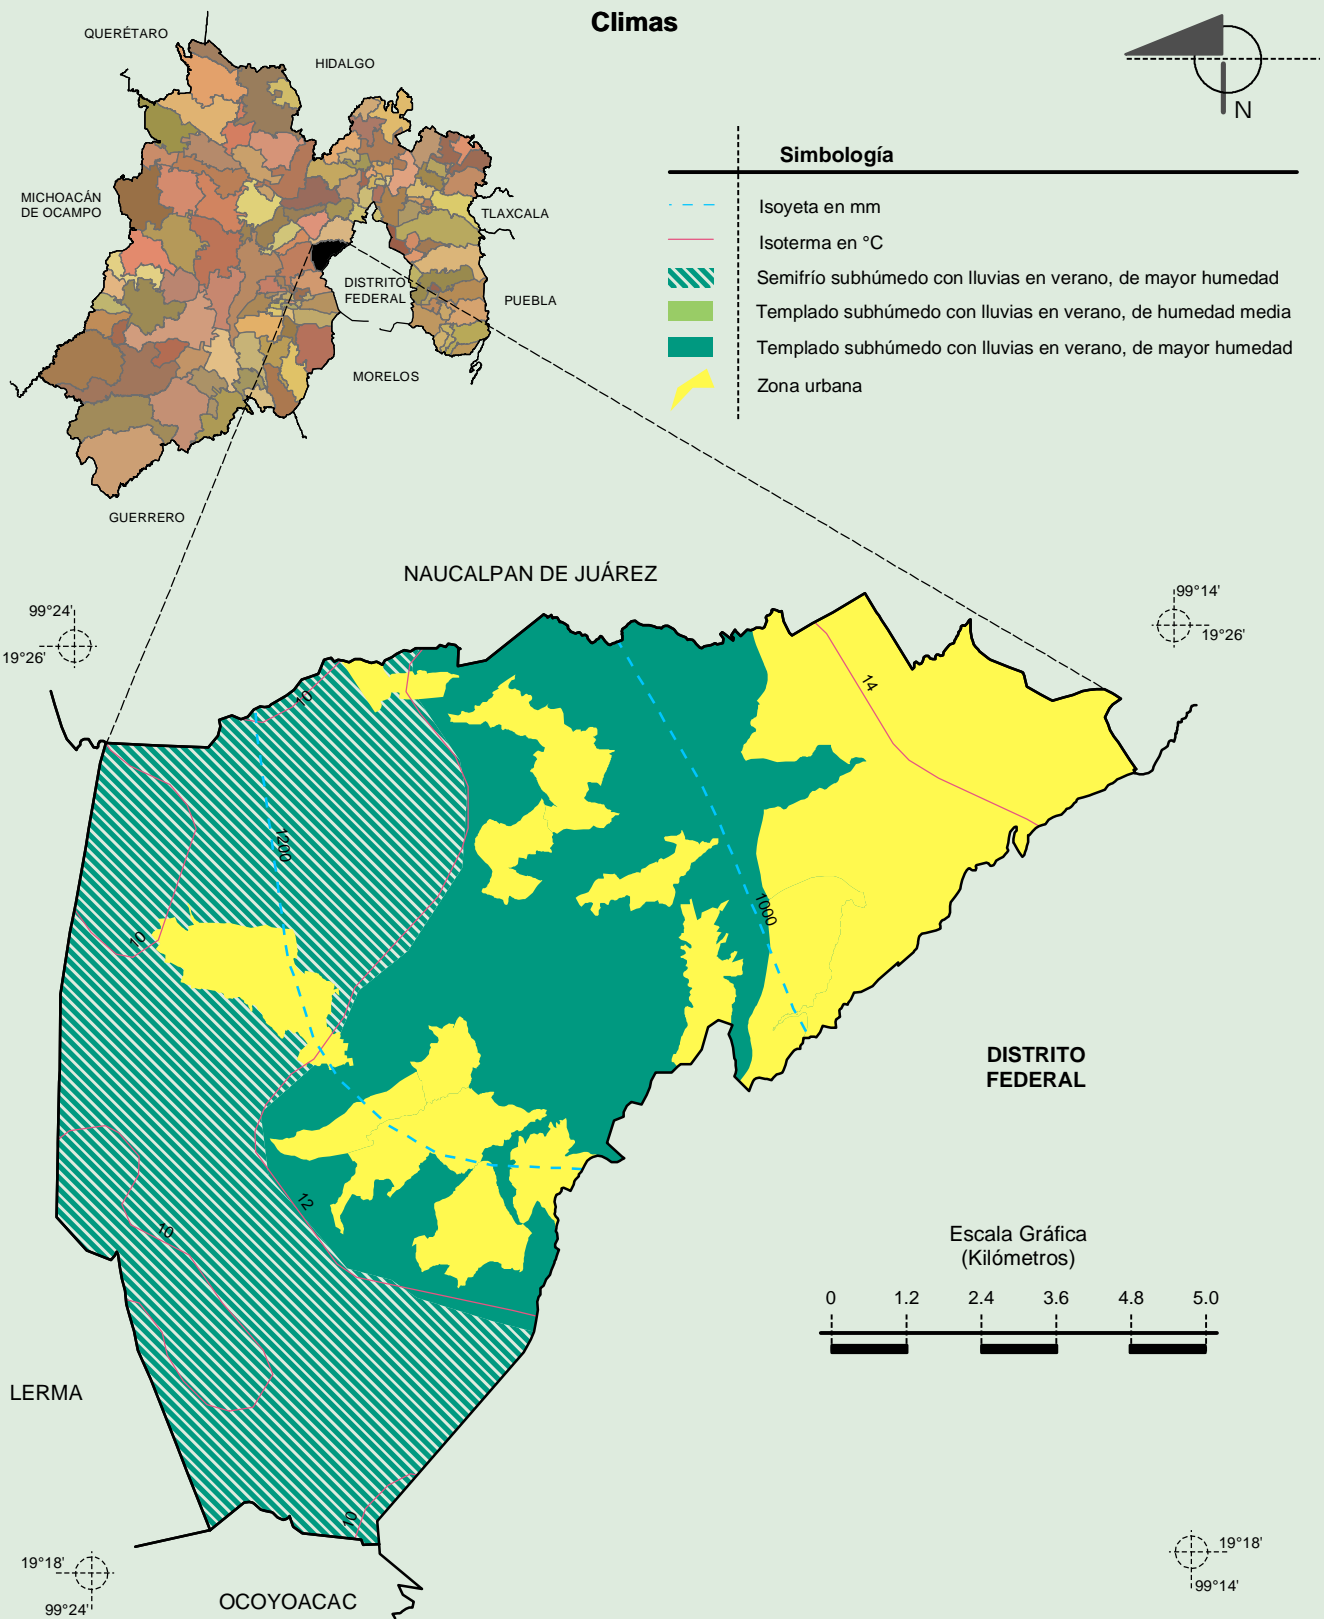 Climas
QUERÉTARO
HIDALGO
MICHOACÁN
DE OCAMPO
TLAXCALA
DISTRITO
FEDERAL
PUEBLA
MORELOS
GUERRERO
N
Simbología
Isoyeta en mm
Isoterma en °C
Semifrío subhúmedo con lluvias en verano, de mayor humedad
Templado subhúmedo con lluvias en verano, de humedad media
Templado subhúmedo con lluvias en verano, de mayor humedad
Zona urbana
NAUCALPAN DE JUÁREZ
99°24'
19°26'
99°14'
19°26'
10
14
1200
1000
10
12
10
10
DISTRITO
FEDERAL
Escala Gráfica
(Kilómetros)
0 1.2 2.4 3.6 4.8 5.0
LERMA
OCOYOACAC
19°18'
99°24'
19°18'
99°14'